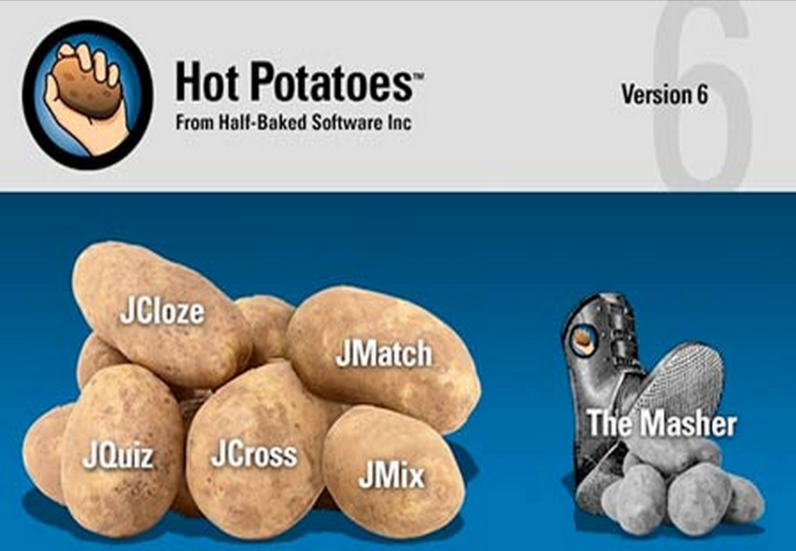 Hot Potatoes™
From Half-Baked Software Inc
Version 6
6
JCloze
JMatch
JQuiz
JCross
JMix
The Masher